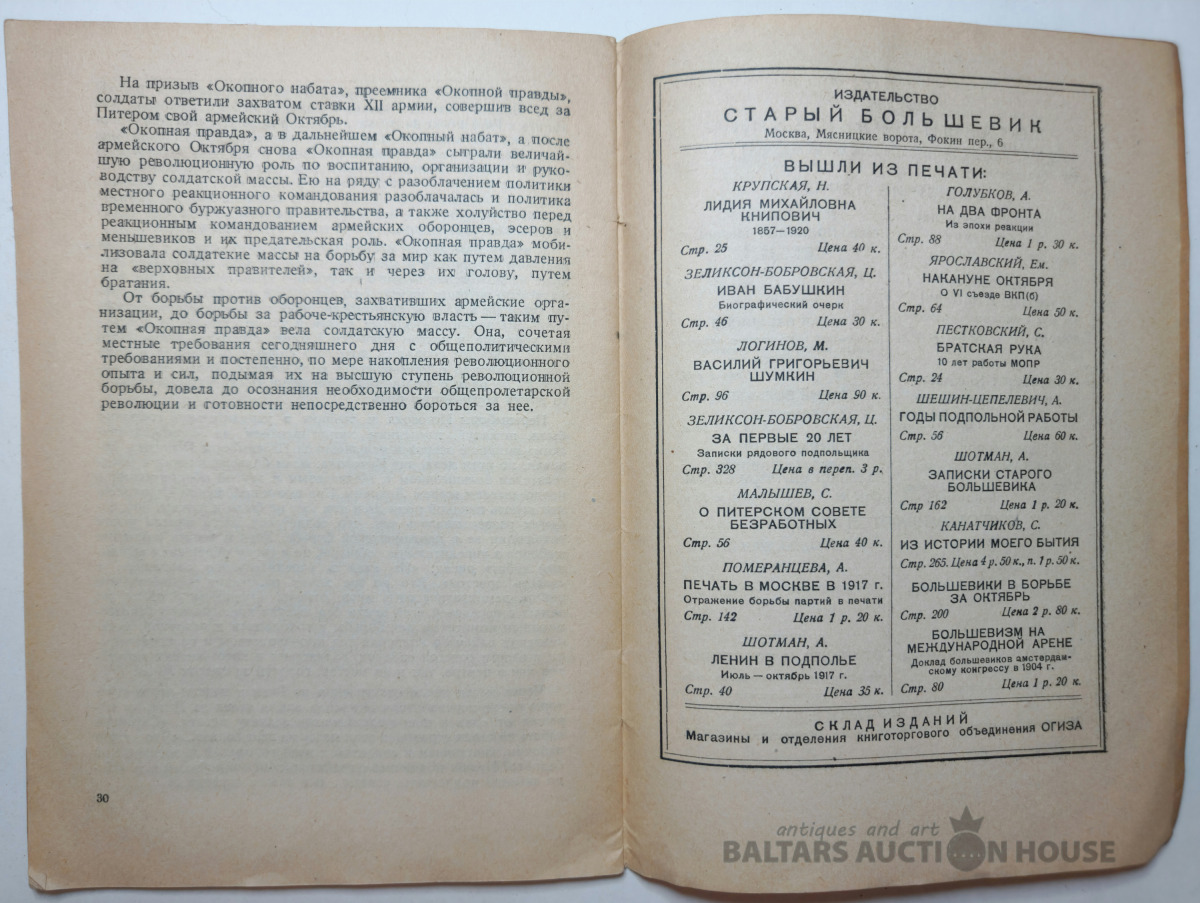 На призыв «Окопного набата», преемника «Окопной правды»,
солдаты ответили захватом ставки XII армии, совершив всед за
Питером свой армейский Октябрь.
«Окопная правда», а в дальнейшем «Окопный набат», а после
армейского Октября снова «Окопная правда» сыграли величай-
шую революционную роль по воспитанию, организации и руко-
водству солдатской массы. Ею на ряду с разоблачением политики
местного реакционного командования разоблачалась и политика
временного буржуазного правительства, а также холуйство перед
реакционным командованием армейских оборонцев, эсеров и
меньшевиков и их предательская роль. «Окопная правда» моби-
лизовала солдатские массы на борьбу за мир как путем давления
на «верховных правителей», так и через их голову, путем
братания.
От борьбы против оборонцев, захвативших армейские орга-
низации, до борьбы за рабоче-крестьянскую власть — таким пу-
тем «Окопная правда» вела солдатскую массу. Она, сочетая
местные требования сегодняшнего дня с общеполитическими
требованиями и постепенно, по мере накопления революционного
опыта и сил, подымая их на высшую ступень революционной
борьбы, довела до осознания необходимости общепролетарской
революции и готовности непосредственно бороться за нее.
30
ИЗДАТЕЛЬСТВО
СТАРЫЙ БОЛЬШЕВИК
Москва, Мясницкие ворота, Фокин пер., 6
ВЫШЛИ ИЗ ПЕЧАТИ:
КРУПСКАЯ, Н.
ЛИДИЯ МИХАЙЛОВНА
КНИПОВИЧ
1857—1920
Стр. 25 Цена 40 к.
ЗЕЛИКСОН-БОБРОВСКАЯ, Ц.
ИВАН БАБУШКИН
Биографический очерк
Стр. 46 Цена 30 к.
ЛОГИНОВ, М.
ВАСИЛИЙ ГРИГОРЬЕВИЧ
ШУМКИН
Стр. 96 Цена 90 к.
ЗЕЛИКСОН-БОБРОВСКАЯ, Ц.
ЗА ПЕРВЫЕ 20 ЛЕТ
Записки рядового подпольщика
Стр. 328 Цена в переп. 3 р.
МАЛЫШЕВ, С.
О ПИТЕРСКОМ СОВЕТЕ
БЕЗРАБОТНЫХ
Стр. 56 Цена 40 к.
ПОМЕРАНЦЕВА, А.
ПЕЧАТЬ В МОСКВЕ В 1917 г.
Отражение борьбы партий в печати
Стр. 142 Цена 1 р. 20 к.
ШОТМАН, А.
ЛЕНИН В ПОДПОЛЬЕ
Июль — октябрь 1917 г.
Стр. 40 Цена 35 к.
ГОЛУБКОВ, А.
НА ДВА ФРОНТА
Из эпохи реакции
Стр. 88 Цена 1 р. 30 к.
ЯРОСЛАВСКИЙ, Ем.
НАКАНУНЕ ОКТЯБРЯ
О VI съезде ВКП(б)
Стр. 64 Цена 50 к.
ПЕСТКОВСКИЙ, С.
БРАТСКАЯ РУКА
10 лет работы МОПР
Стр. 24 Цена 30 к.
ШЕШИН-ЦЕПЕЛЕВИЧ, А.
ГОДЫ ПОДПОЛЬНОЙ РАБОТЫ
Стр. 56 Цена 60 к.
ШОТМАН, А.
ЗАПИСКИ СТАРОГО
БОЛЬШЕВИКА
Стр 162 Цена 1 р. 20 к.
КАНАТЧИКОВ, С.
ИЗ ИСТОРИИ МОЕГО БЫТИЯ
Стр. 265. Цена 4 р. 50 к., п. 1 р. 50 к.
БОЛЬШЕВИКИ В БОРЬБЕ
ЗА ОКТЯБРЬ
Стр. 200 Цена 2 р. 80 к.
БОЛЬШЕВИЗМ НА
МЕЖДУНАРОДНОЙ АРЕНЕ
Доклад большевиков амстердам-
скому конгрессу в 1904 г.
Стр. 80 Цена 1 р. 20 к.
СКЛАД ИЗДАНИЙ
Магазины и отделения книготоргового объединения ОГИЗА
antiques and art
BALTARS AUCTION HOUSE